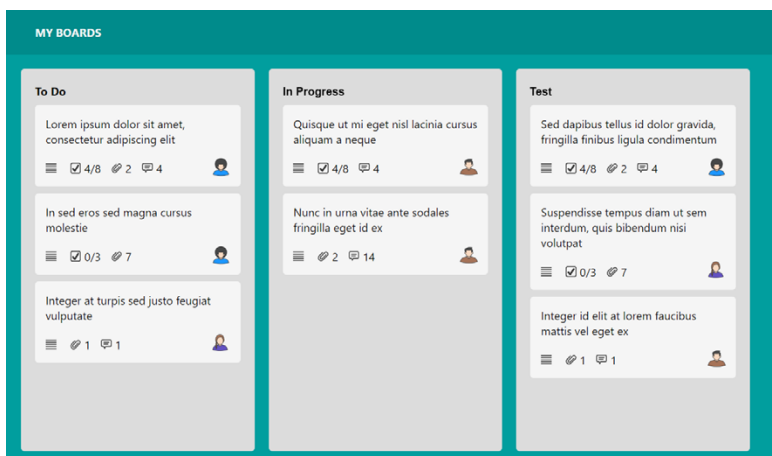 MY BOARDS
To Do
Lorem ipsum dolor sit amet,
consectetur adipiscing elit
4/8 2 4
In sed eros sed magna cursus
molestie
0/3 7
Integer at turpis sed justo feugiat
vulputate
1 1
In Progress
Quisque ut mi eget nisl lacinia cursus
aliquam a neque
4/8 4
Nunc in urna vitae ante sodales
fringilla eget id ex
2 14
Test
Sed dapibus tellus id dolor gravida,
fringilla finibus ligula condimentum
4/8 2 4
Suspendisse tempus diam ut sem
interdum, quis bibendum nisi
volutpat
0/3 7
Integer id elit at lorem faucibus
mattis vel eget ex
1 1